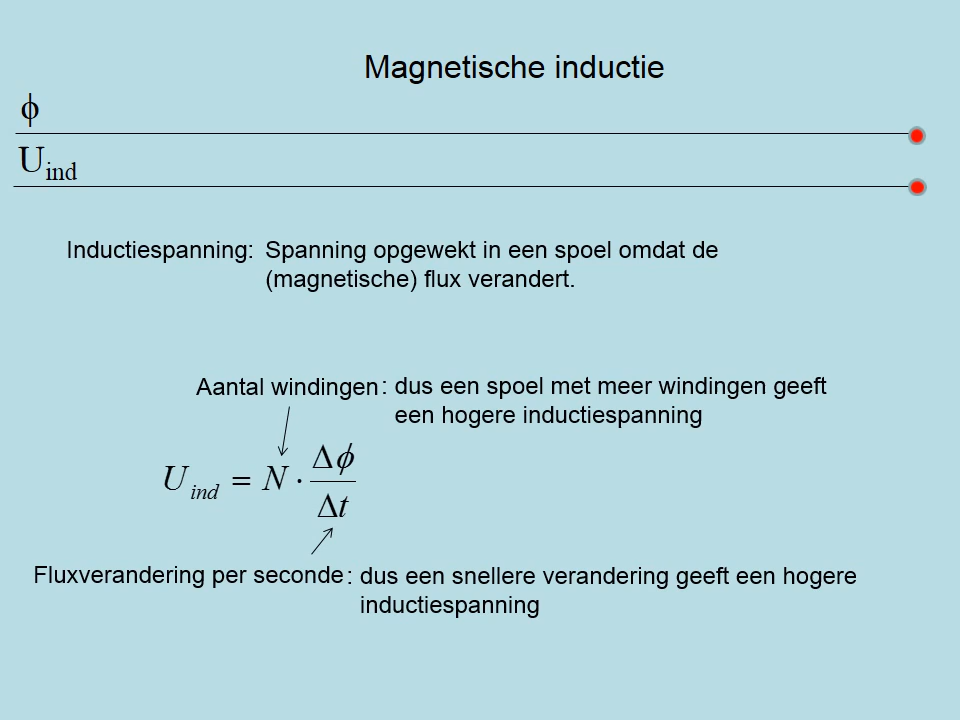 Magnetische inductie
ϕ
Uind
Inductiespanning: Spanning opgewekt in een spoel omdat de
(magnetische) flux verandert.
Aantal windingen: dus een spoel met meer windingen geeft
een hogere inductiespanning
U ind = N · Δϕ / Δt
Fluxverandering per seconde: dus een snellere verandering geeft een hogere
inductiespanning